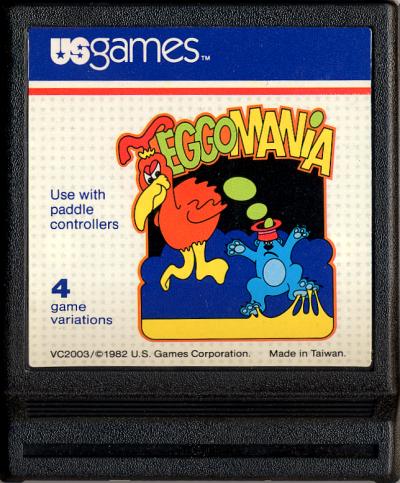 USgames™
EGGOMANIA
Use with
paddle
controllers
4
game
variations
VC2003/©1982 U.S. Games Corporation. Made in Taiwan.